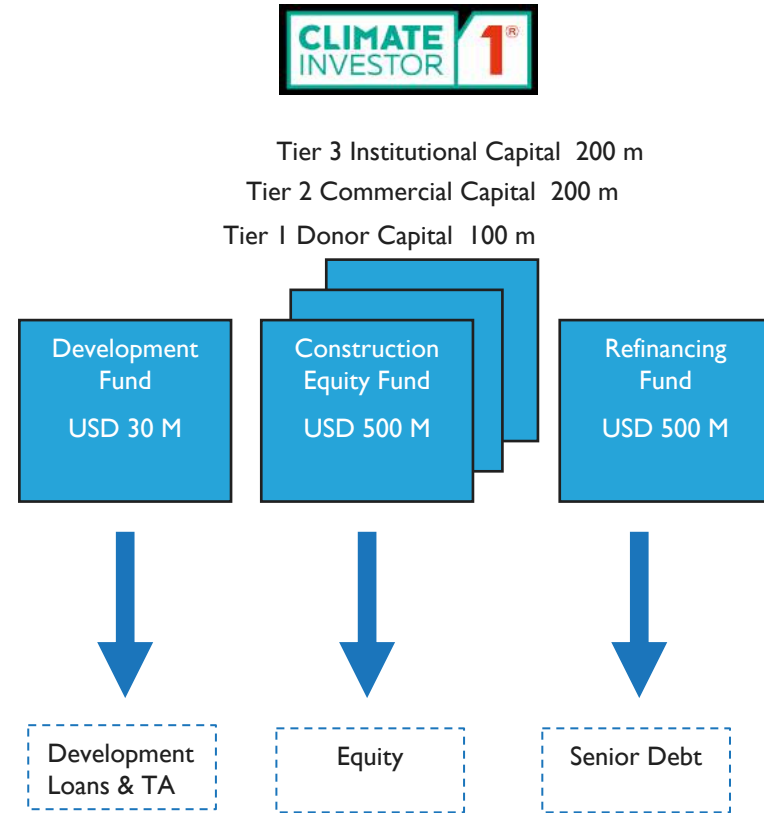 CLIMATE
INVESTOR
1®
Tier 3 Institutional Capital 200 m
Tier 2 Commercial Capital 200 m
Tier 1 Donor Capital 100 m
Development
Fund
USD 30 M
Construction
Equity Fund
USD 500 M
Refinancing
Fund
USD 500 M
Development
Loans & TA
Equity
Senior Debt